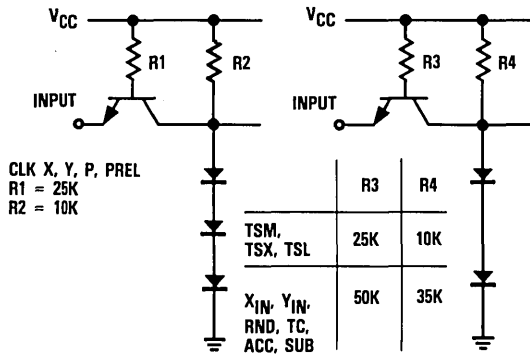 VCC
R1
R2
INPUT
CLK X, Y, P, PREL
R1 = 25K
R2 = 10K
VCC
R3
R4
INPUT
R3 R4
TSM, TSX, TSL 25K 10K
XIN, YIN, RND, TC, ACC, SUB 50K 35K